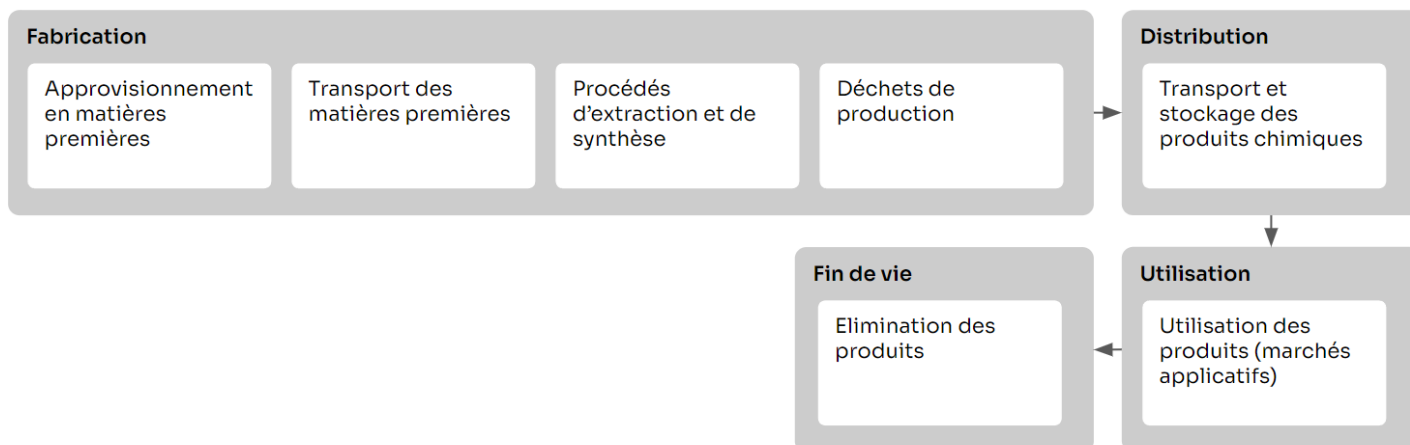 Fabrication
Approvisionnement
en matières
premières
Transport des
matières premières
Procédés
d’extraction et de
synthèse
Déchets de
production
Distribution
Transport et
stockage des
produits chimiques
Fin de vie
Elimination des
produits
Utilisation
Utilisation des
produits (marchés
applicatifs)